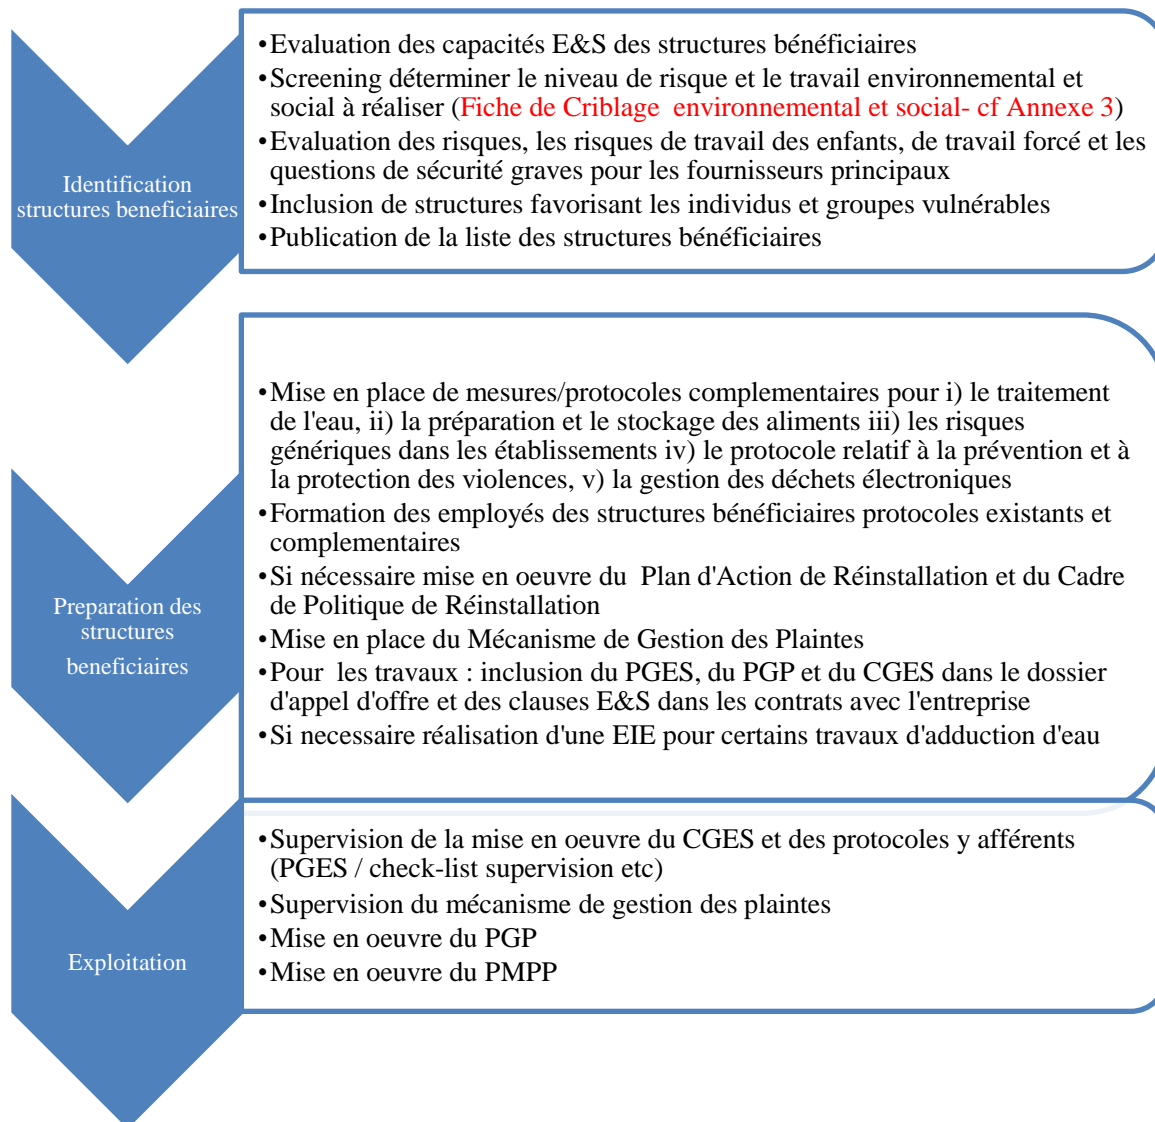 Identification
structures beneficiaires
•Evaluation des capacités E&S des structures bénéficiaires
•Screening déterminer le niveau de risque et le travail environnemental et
social à réaliser (Fiche de Criblage  environnemental et social- cf Annexe 3)
•Evaluation des risques, les risques de travail des enfants, de travail forcé et les
questions de sécurité graves pour les fournisseurs principaux
•Inclusion de structures favorisant les individus et groupes vulnérables
•Publication de la liste des structures bénéficiaires
Preparation des
structures
beneficiaires
•Mise en place de mesures/protocoles complementaires pour i) le traitement
de l'eau, ii) la préparation et le stockage des aliments iii) les risques
génériques dans les établissements iv) le protocole relatif à la prévention et à
la protection des violences, v) la gestion des déchets électroniques
•Formation des employés des structures bénéficiaires protocoles existants et
complementaires
•Si nécessaire mise en oeuvre du  Plan d'Action de Réinstallation et du Cadre
de Politique de Réinstallation
•Mise en place du Mécanisme de Gestion des Plaintes
•Pour  les travaux : inclusion du PGES, du PGP et du CGES dans le dossier
d'appel d'offre et des clauses E&S dans les contrats avec l'entreprise
•Si necessaire réalisation d'une EIE pour certains travaux d'adduction d'eau
Exploitation
•Supervision de la mise en oeuvre du CGES et des protocoles y afférents
(PGES / check-list supervision etc)
•Supervision du mécanisme de gestion des plaintes
•Mise en oeuvre du PGP
•Mise en oeuvre du PMPP